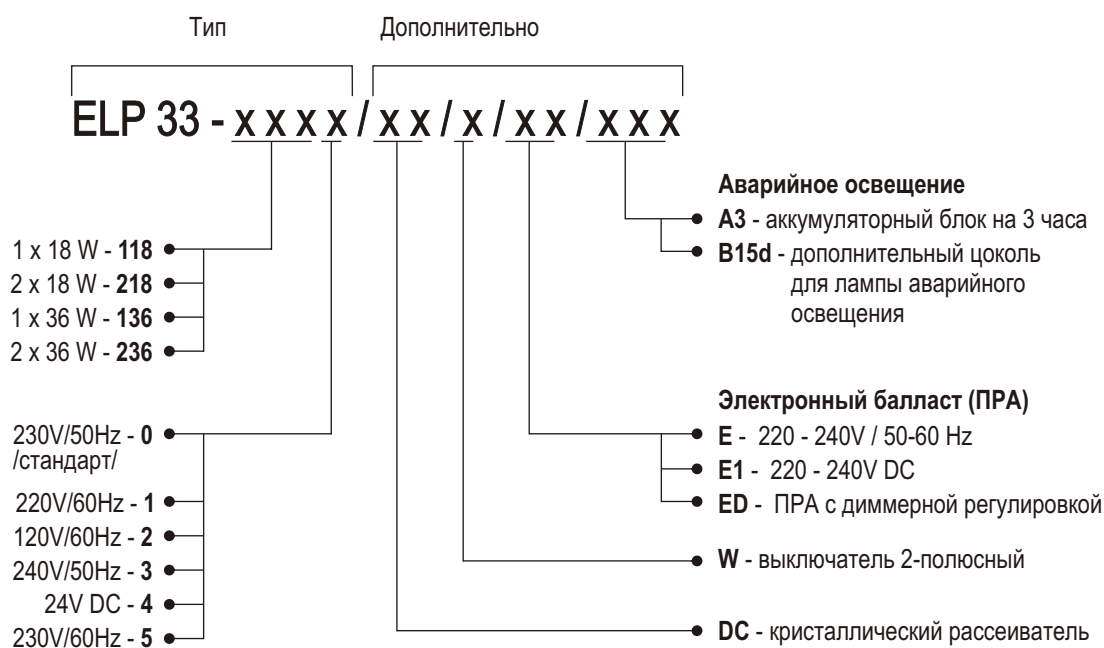 Тип
Дополнительно
ELP 33 - x x x x / x x / x / x x / x x x
1 x 18 W - 118
2 x 18 W - 218
1 x 36 W - 136
2 x 36 W - 236
230V/50Hz - 0
/стандарт/
220V/60Hz - 1
120V/60Hz - 2
240V/50Hz - 3
24V DC - 4
230V/60Hz - 5
Аварийное освещение
A3 - аккумуляторный блок на 3 часа
B15d - дополнительный цоколь
для лампы аварийного
освещения
Электронный балласт (ПРА)
E - 220 - 240V / 50-60 Hz
E1 - 220 - 240V DC
ED - ПРА с диммерной регулировкой
W - выключатель 2-полюсный
DC - кристаллический рассеиватель